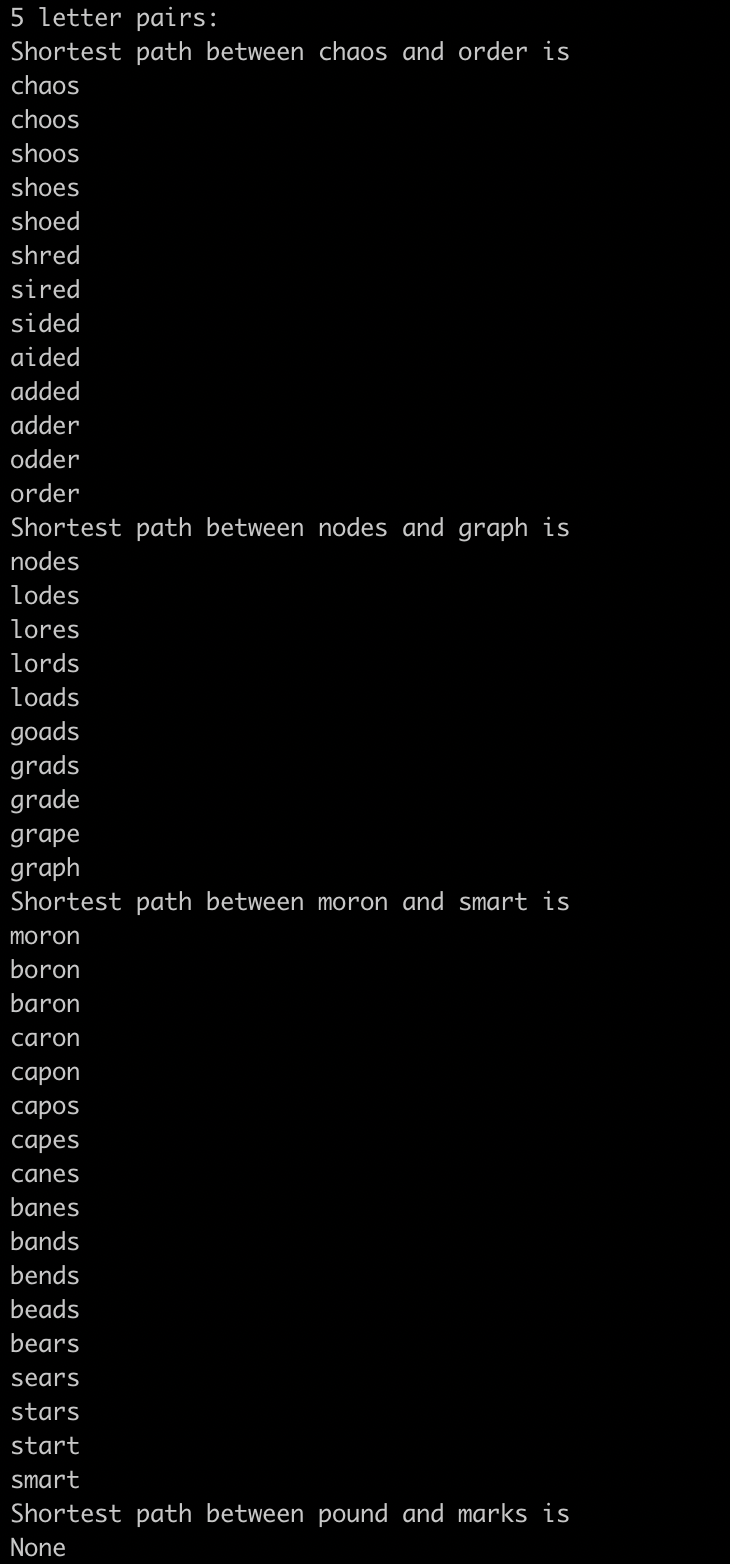 5 letter pairs:
Shortest path between chaos and order is
chaos
choos
shoos
shoes
shoed
shred
sired
sided
aided
added
adder
odder
order
Shortest path between nodes and graph is
nodes
lodes
lores
lords
loads
goads
grads
grade
grape
graph
Shortest path between moron and smart is
moron
boron
baron
caron
capon
capos
capes
canes
banes
bands
bends
beads
bears
sears
stars
start
smart
Shortest path between pound and marks is
None